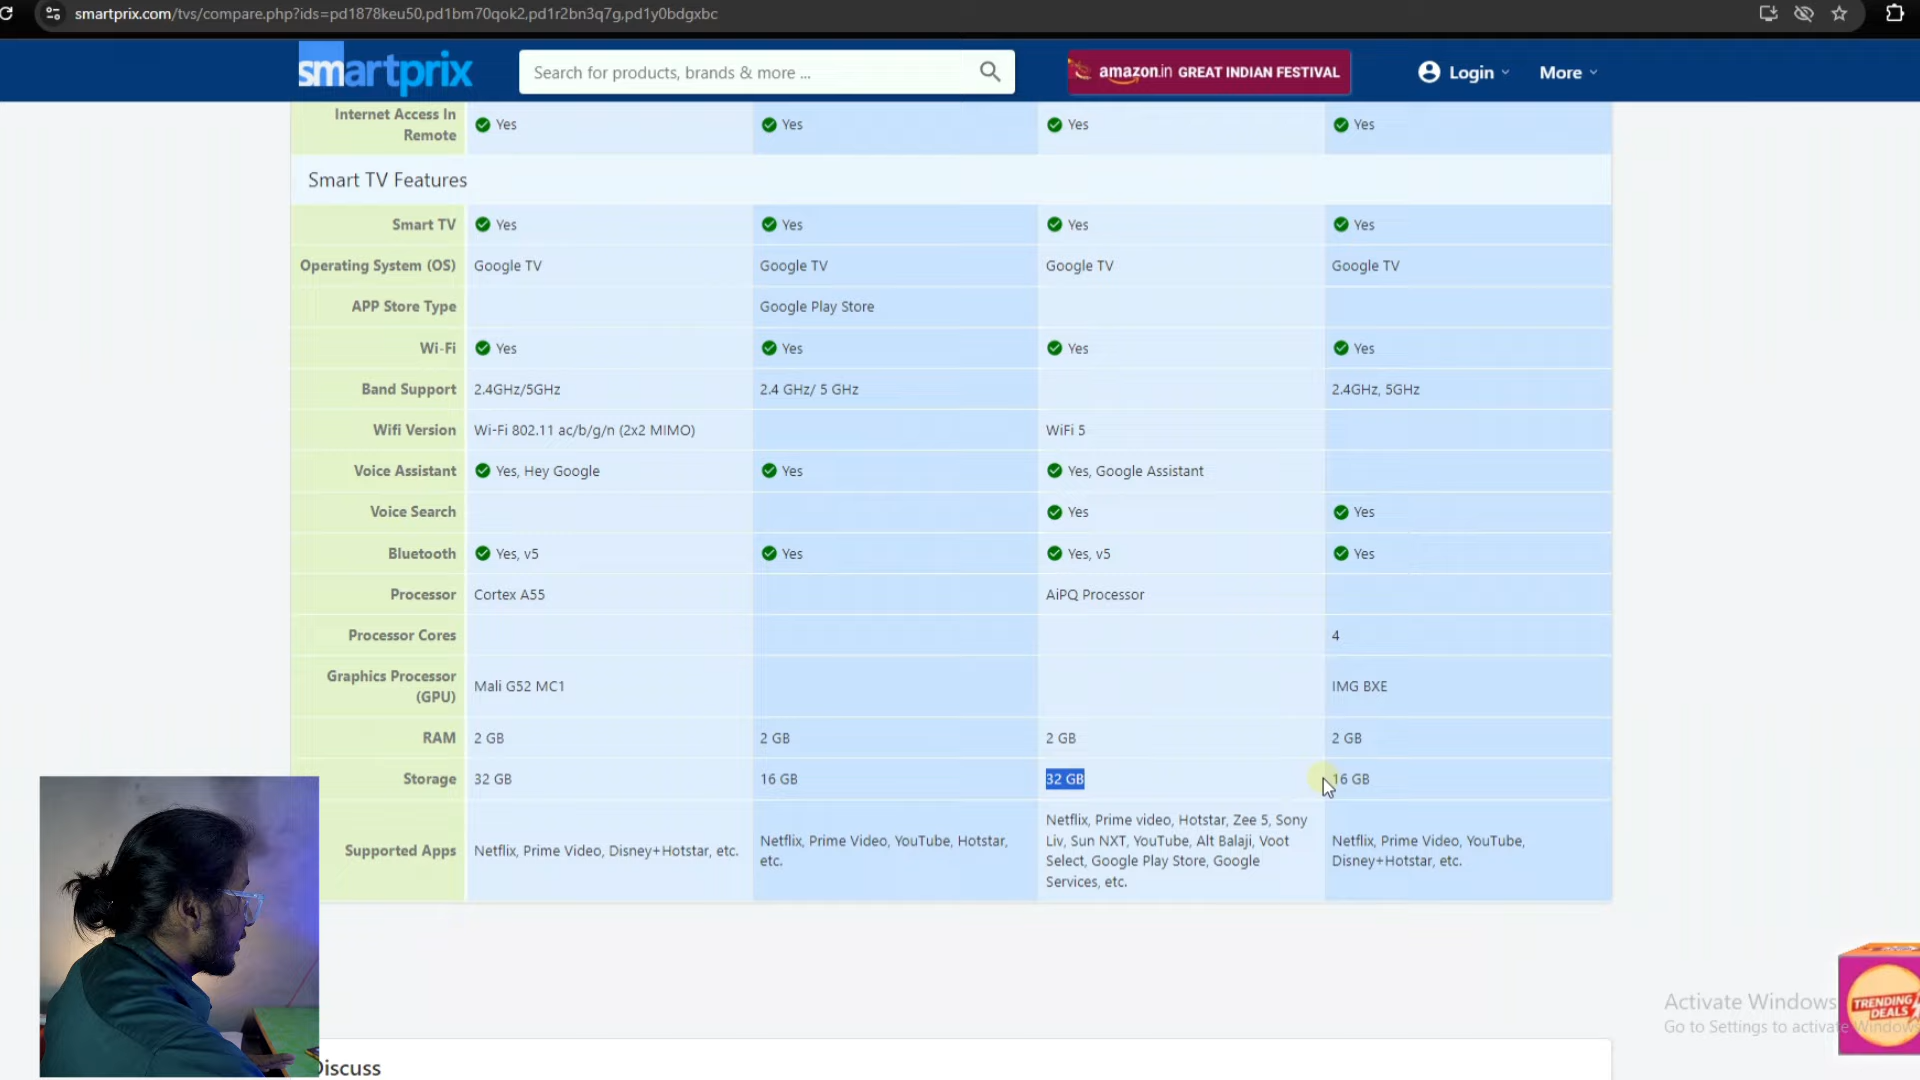 smartprix.com/tvs/compare.php?ids=pd1878keu50,pd1bm70qok2,pd1r2bn3q7g,pd1y0bdgxbc
smartprix
Search for products, brands & more ...
amazon.in GREAT INDIAN FESTIVAL
Login
More
Internet Access In Remote Yes Yes Yes Yes
Smart TV Features
Smart TV Yes Yes Yes Yes
Operating System (OS) Google TV Google TV Google TV Google TV
APP Store Type Google Play Store
Wi-Fi Yes Yes Yes Yes
Band Support 2.4GHz/5GHz 2.4 GHz/ 5 GHz 2.4GHz, 5GHz
Wifi Version Wi-Fi 802.11 ac/b/g/n (2x2 MIMO) WiFi 5
Voice Assistant Yes, Hey Google Yes Yes, Google Assistant
Voice Search Yes Yes
Bluetooth Yes, v5 Yes Yes, v5 Yes
Processor Cortex A55 AiPQ Processor
Processor Cores 4
Graphics Processor (GPU) Mali G52 MC1 IMG BXE
RAM 2 GB 2 GB 2 GB 2 GB
Storage 32 GB 16 GB 32 GB 16 GB
Supported Apps
Netflix, Prime Video, Disney+Hotstar, etc.
Netflix, Prime Video, YouTube, Hotstar,
etc.
Netflix, Prime video, Hotstar, Zee 5, Sony
Liv, Sun NXT, YouTube, Alt Balaji, Voot
Select, Google Play Store, Google
Services, etc.
Netflix, Prime Video, YouTube,
Disney+Hotstar, etc.
Activate Windows
Go to Settings to activate Windows
TRENDING
DEALS
Discuss